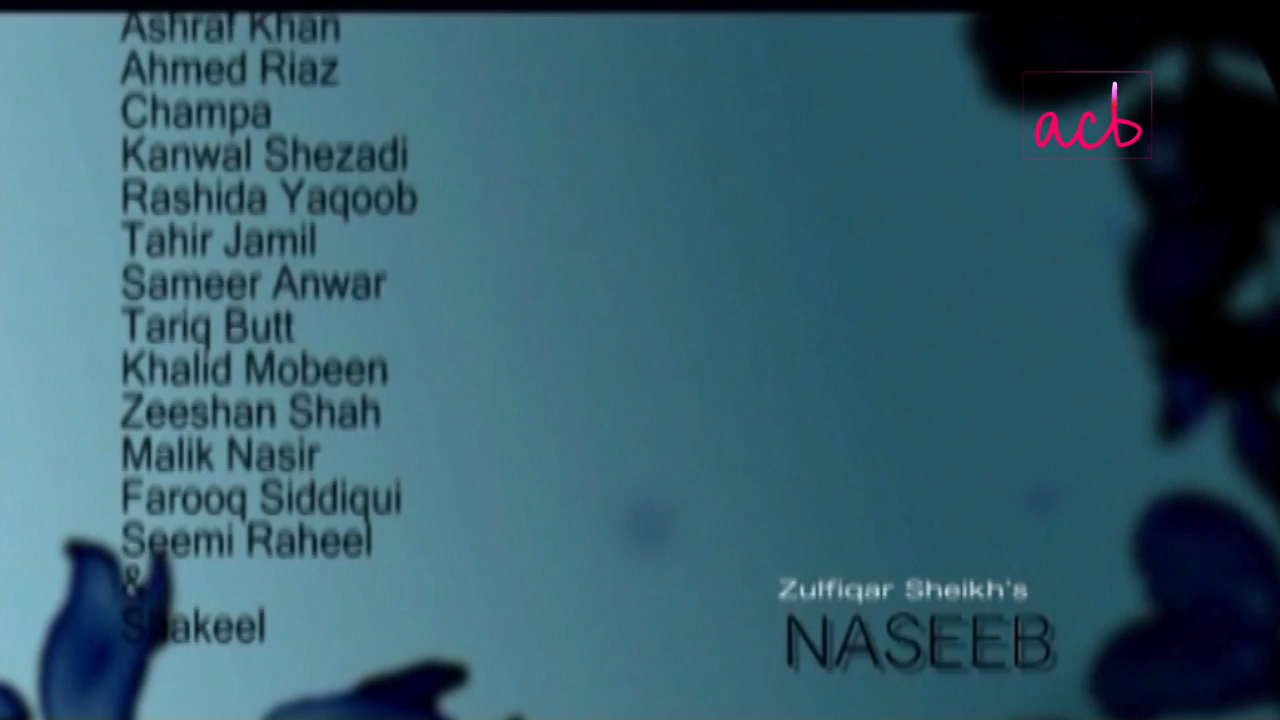 Ashraf Khan
Ahmed Riaz
Champa
Kanwal Shezadi
Rashida Yaqoob
Tahir Jamil
Sameer Anwar
Tariq Butt
Khalid Mobeen
Zeeshan Shah
Malik Nasir
Farooq Siddiqui
Seemi Raheel
&
Shakeel
acb
Zulfiqar Sheikh's
NASEEB